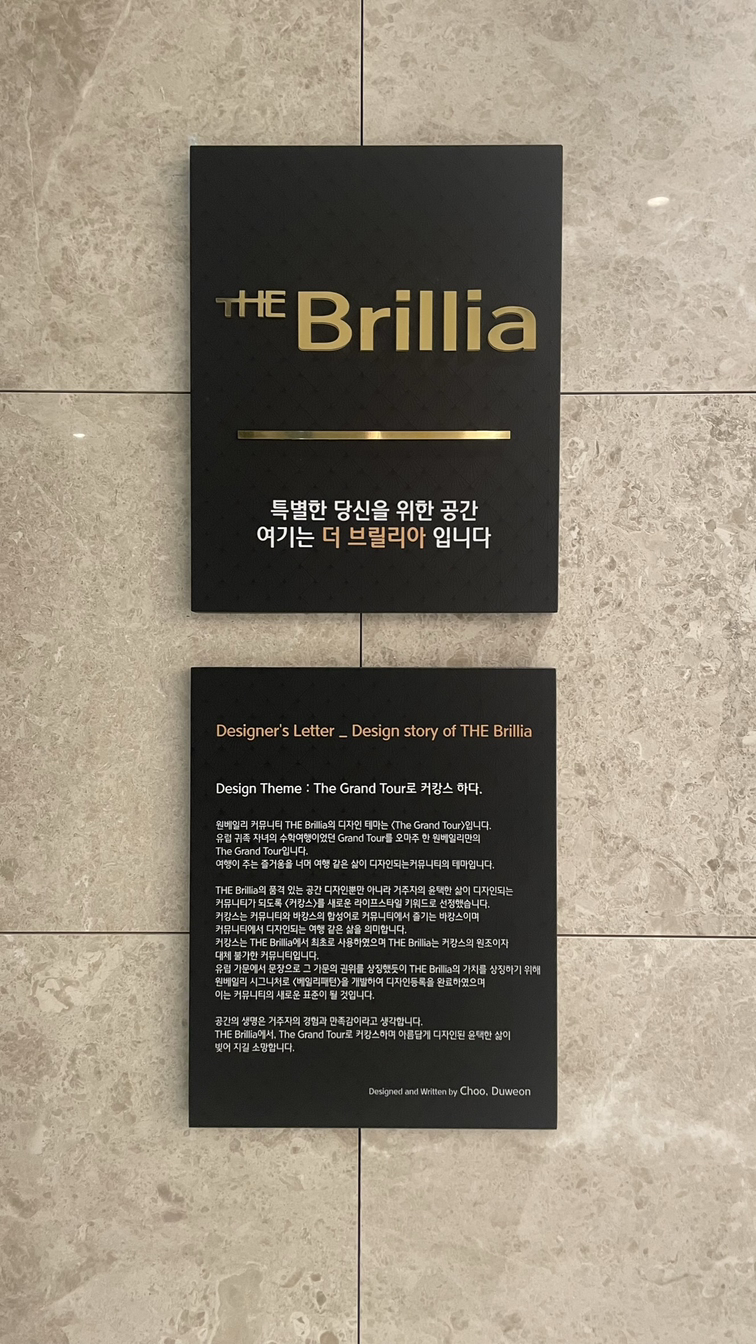 THE Brillia
특별한 당신을 위한 공간
여기는 더 브릴리아 입니다
Designer's Letter _ Design story of THE Brillia
Design Theme : The Grand Tour로 커캉스 하다.
원베일리 커뮤니티 THE Brillia의 디자인 테마는 <The Grand Tour>입니다.
유럽 귀족 자녀의 수학여행이었던 Grand Tour를 오마주 한 원베일리만의
The Grand Tour입니다.
여행이 주는 즐거움을 너머 여행 같은 삶이 디자인되는커뮤니티의 테마입니다.
THE Brillia의 품격 있는 공간 디자인뿐만 아니라 거주자의 윤택한 삶이 디자인되는
커뮤니티가 되도록 <커캉스>를 새로운 라이프스타일 키워드로 선정했습니다.
커캉스는 커뮤니티와 바캉스의 합성어로 커뮤니티에서 즐기는 바캉스이며
커뮤니티에서 디자인되는 여행 같은 삶을 의미합니다.
커캉스는 THE Brillia에서 최초로 사용하였으며 THE Brillia는 커캉스의 원조이자
대체 불가한 커뮤니티입니다.
유럽 가문에서 문장으로 그 가문의 권위를 상징했듯이 THE Brillia의 가치를 상징하기 위해
원베일리 시그니처로 <베일리패턴>을 개발하여 디자인등록을 완료하였으며
이는 커뮤니티의 새로운 표준이 될 것입니다.
공간의 생명은 거주자의 경험과 만족감이라고 생각합니다.
THE Brillia에서, The Grand Tour로 커캉스하며 아름답게 디자인된 윤택한 삶이
빚어 지길 소망합니다.
Designed and Written by Choo, Duweon